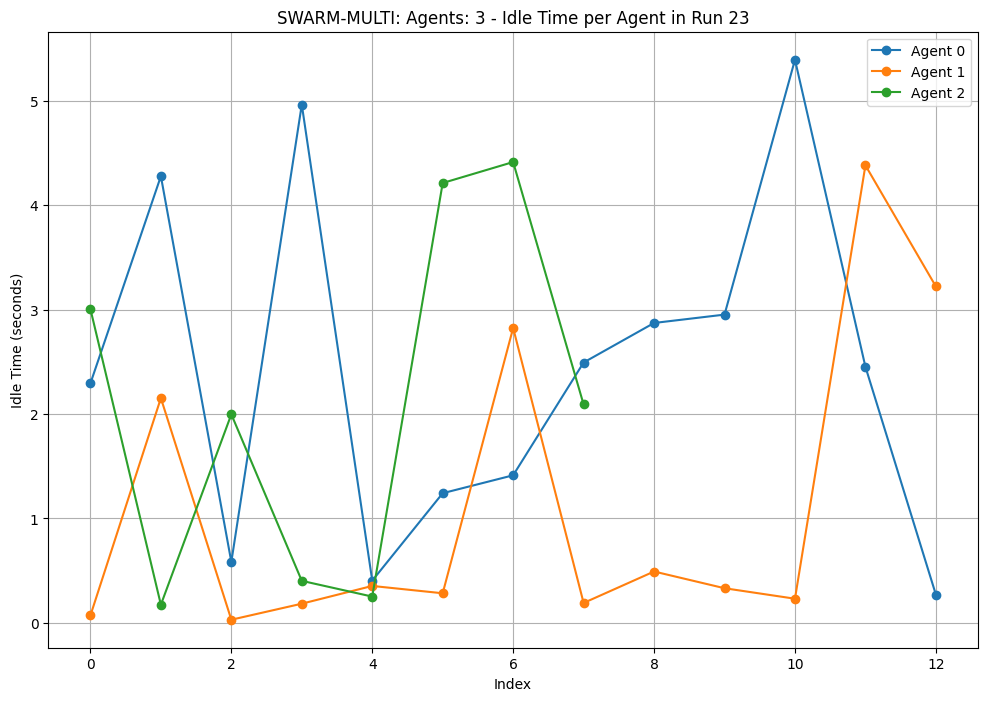 SWARM-MULTI: Agents: 3 - Idle Time per Agent in Run 23
Agent 0
Agent 1
Agent 2
Idle Time (seconds)
5
4
3
2
1
0
0 2 4 6 8 10 12
Index